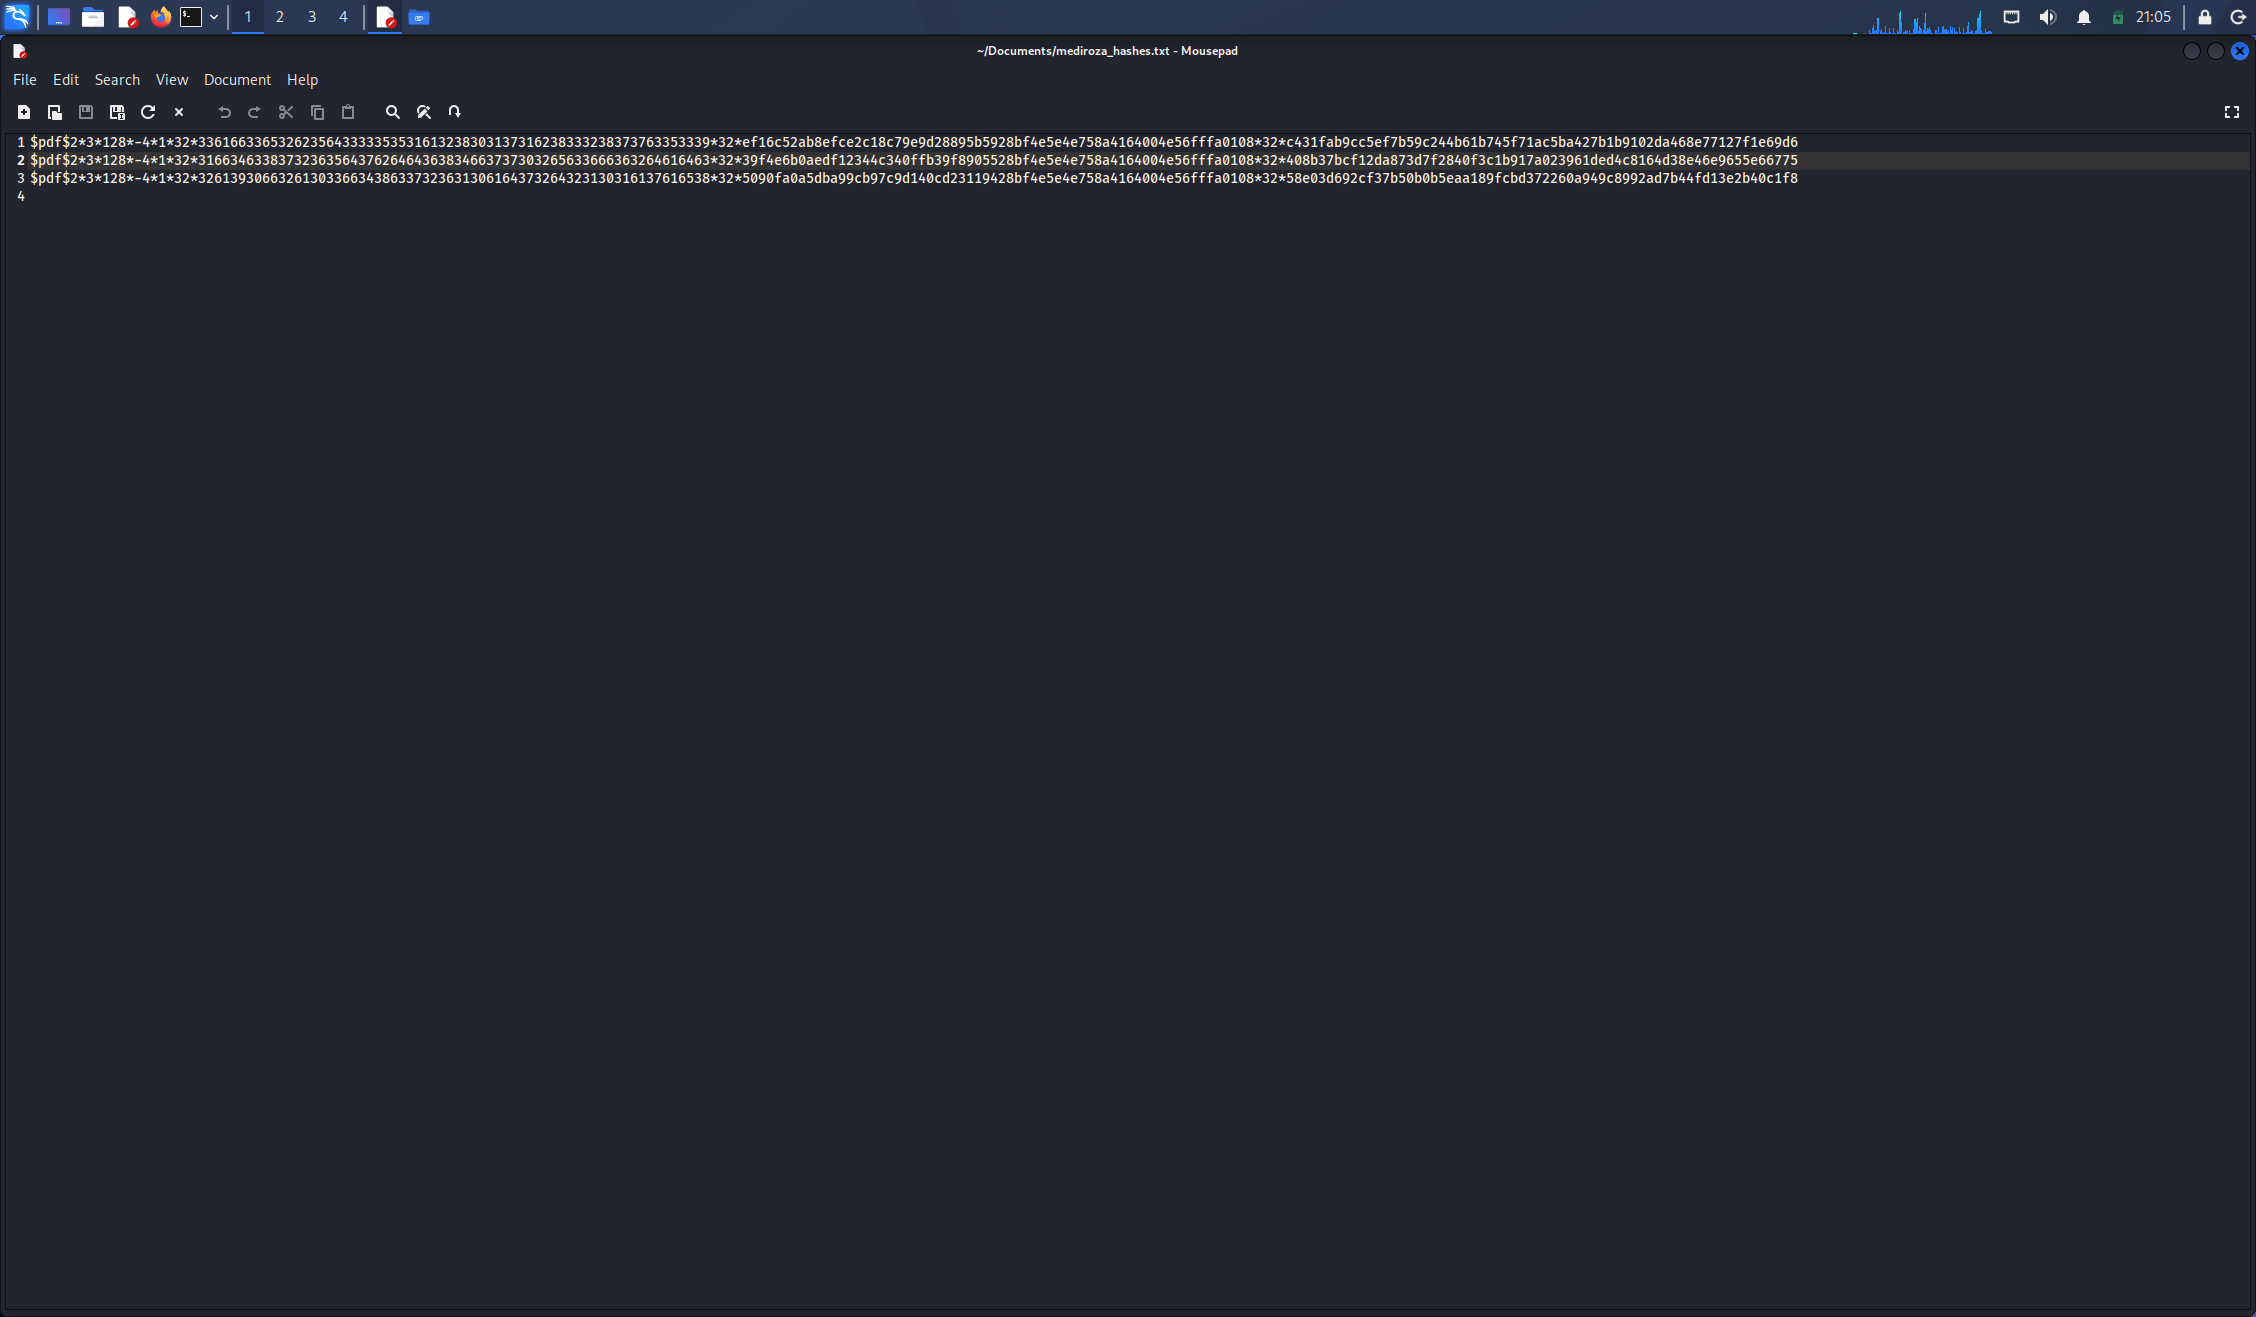 1 2 3 4 21:05
~/Documents/mediroza_hashes.txt - Mousepad
File Edit Search View Document Help
1 $pdf$2*3*128*-4*1*32*3361663365326235643333353531613238303137316238333238373763353339*32*ef16c52ab8efce2c18c79e9d28895b5928bf4e5e4e758a4164004e56fffa0108*32*c431fab9cc5ef7b59c244b61b745f71ac5ba427b1b9102da468e77127f1e69d6
2 $pdf$2*3*128*-4*1*32*3166346338373236356437626464363834663737303265633666363264616463*32*39f4e6b0aedf12344c340ffb39f8905528bf4e5e4e758a4164004e56fffa0108*32*408b37bcf12da873d7f2840f3c1b917a023961ded4c8164d38e46e9655e66775
3 $pdf$2*3*128*-4*1*32*3261393066326130336634386337323631306164373264323130316137616538*32*5090fa0a5dba99cb97c9d140cd23119428bf4e5e4e758a4164004e56fffa0108*32*58e03d692cf37b50b0b5eaa189fcbd372260a949c8992ad7b44fd13e2b40c1f8
4